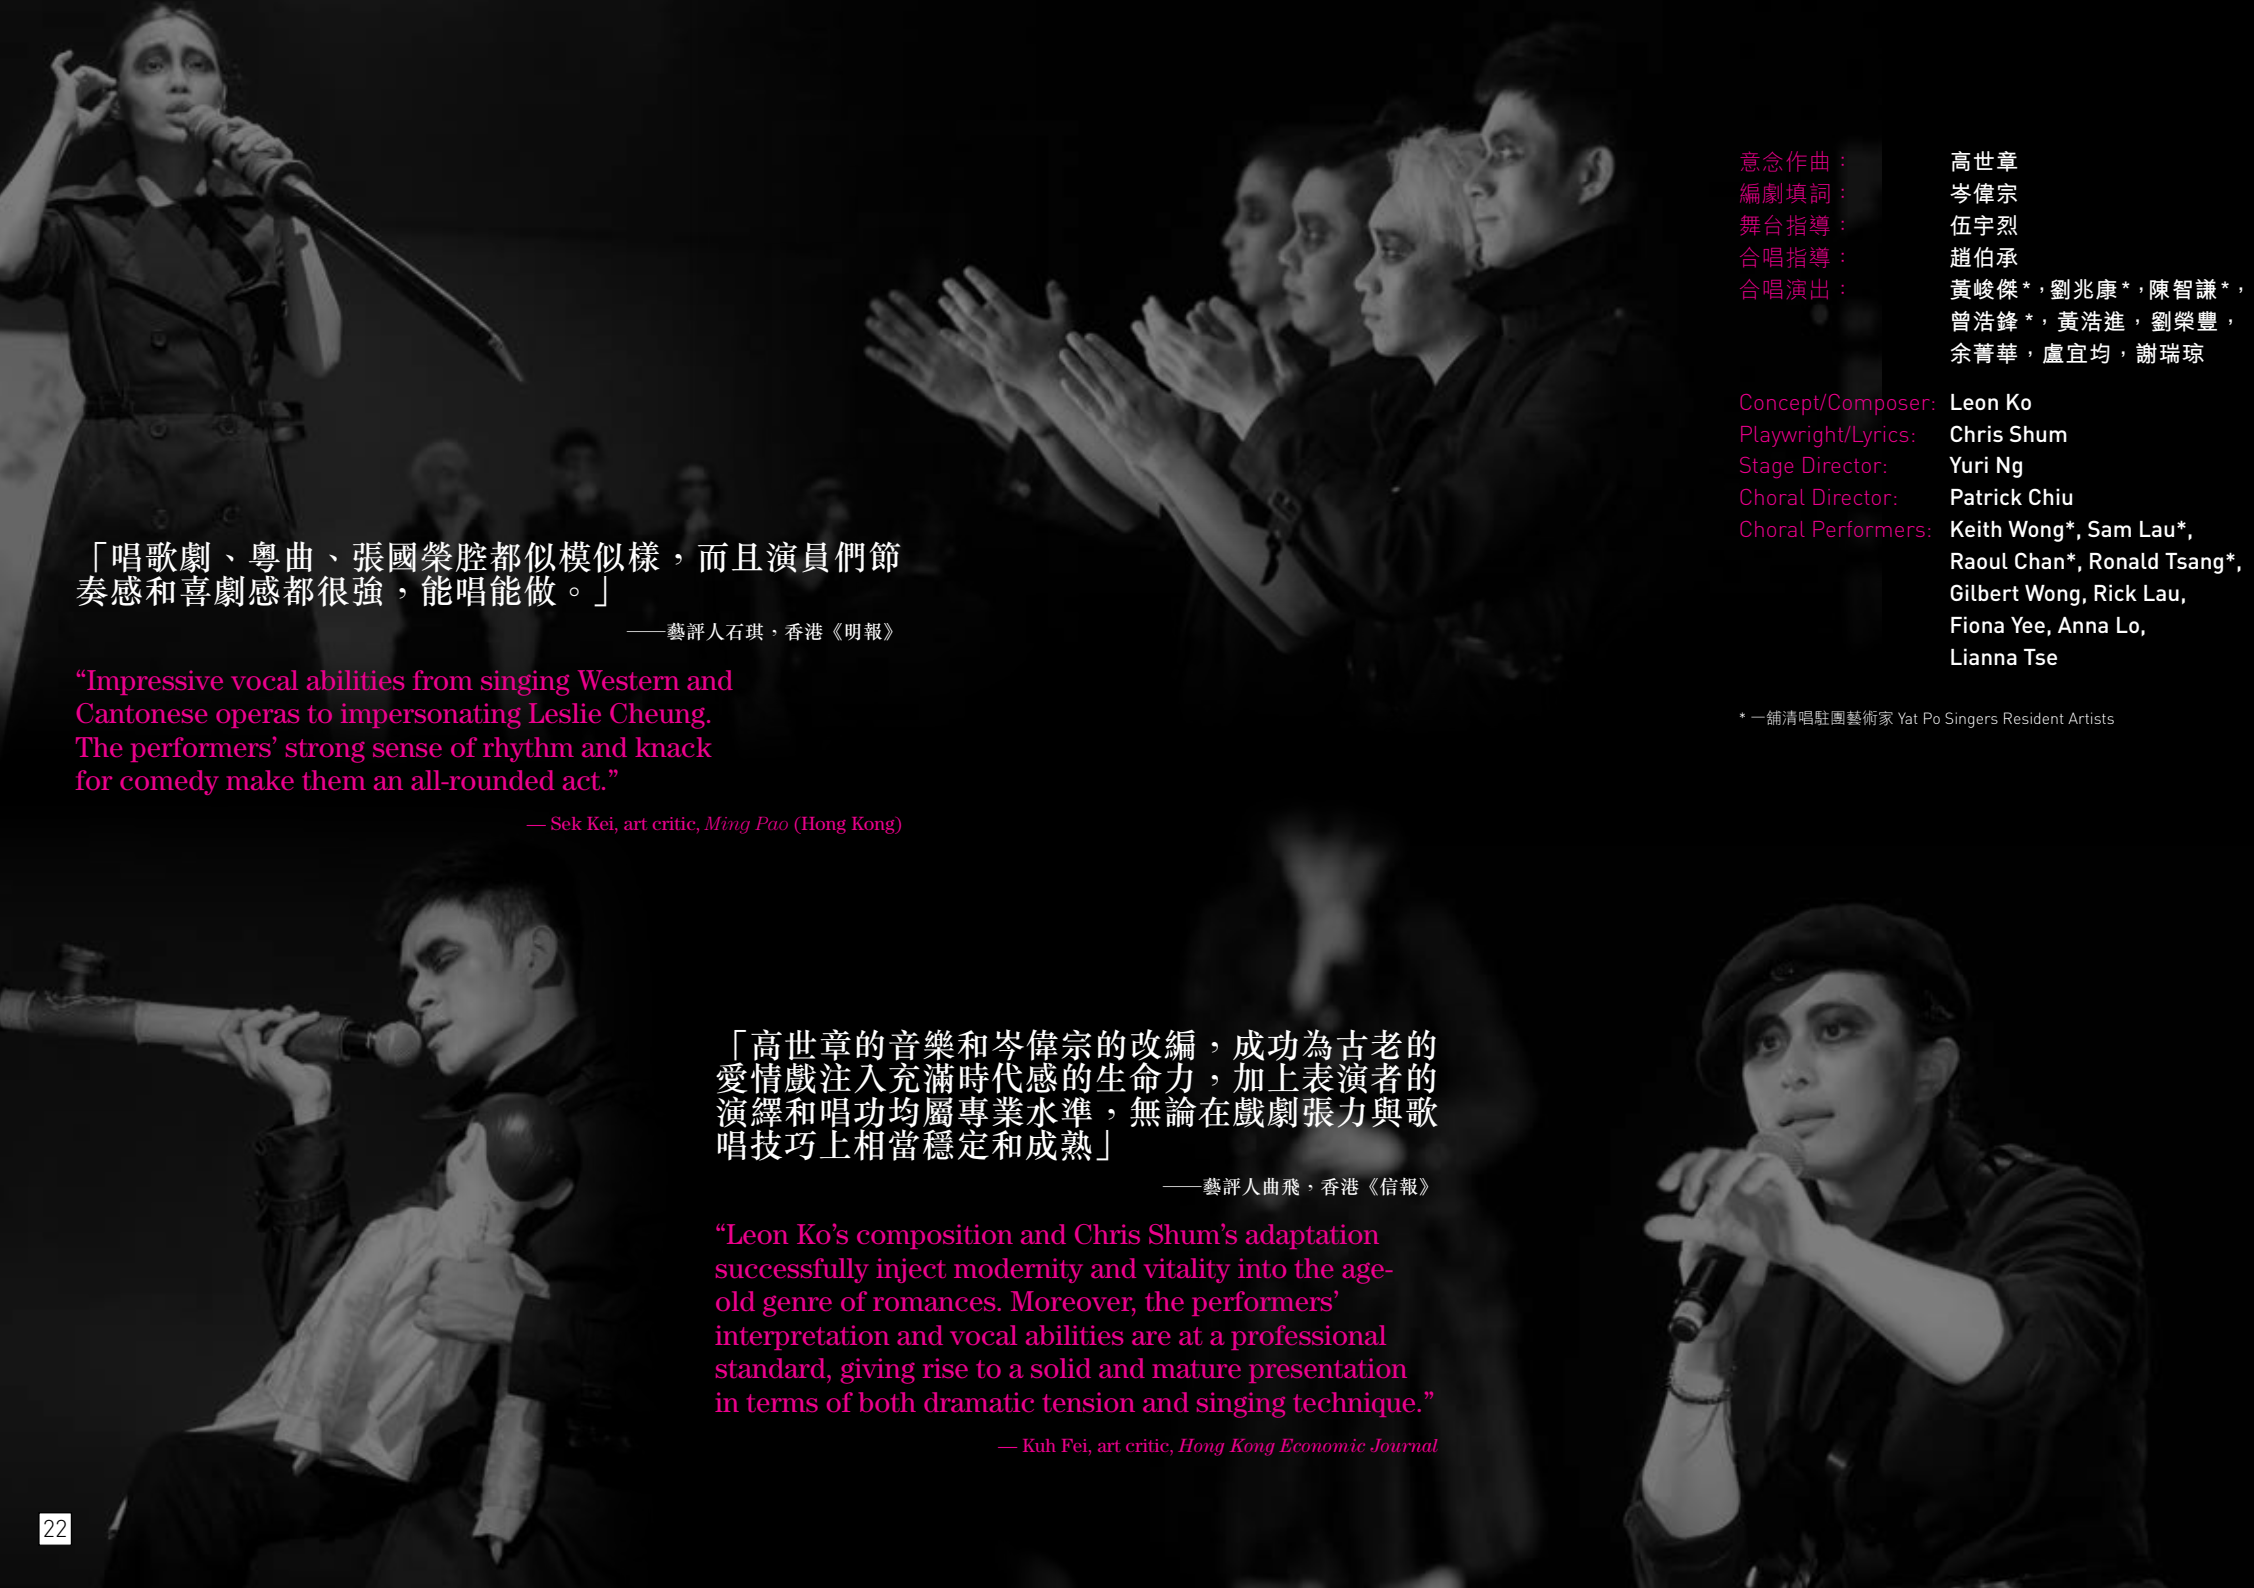 「唱歌劇、粵曲、張國榮腔都似模似樣，而且演員們節
奏感和喜劇感都很強，能唱能做。」
——藝評人石琪，香港《明報》
“Impressive vocal abilities from singing Western and
Cantonese operas to impersonating Leslie Cheung.
The performers’ strong sense of rhythm and knack
for comedy make them an all-rounded act.”
— Sek Kei, art critic, Ming Pao (Hong Kong)
「高世章的音樂和岑偉宗的改編，成功為古老的
愛情戲注入充滿時代感的生命力，加上表演者的
演繹和唱功均屬專業水準，無論在戲劇張力與歌
唱技巧上相當穩定和成熟」
——藝評人曲飛，香港《信報》
“Leon Ko’s composition and Chris Shum’s adaptation
successfully inject modernity and vitality into the age-
old genre of romances. Moreover, the performers’
interpretation and vocal abilities are at a professional
standard, giving rise to a solid and mature presentation
in terms of both dramatic tension and singing technique.”
— Kuh Fei, art critic, Hong Kong Economic Journal
意念作曲： 高世章
編劇填詞： 岑偉宗
舞台指導： 伍宇烈
合唱指導： 趙伯承
合唱演出： 黃峻傑*，劉兆康*，陳智謙*，
曾浩鋒*，黃浩進，劉榮豐，
余菁華，盧宜均，謝瑞琼
Concept/Composer: Leon Ko
Playwright/Lyrics: Chris Shum
Stage Director: Yuri Ng
Choral Director: Patrick Chiu
Choral Performers: Keith Wong*, Sam Lau*,
Raoul Chan*, Ronald Tsang*,
Gilbert Wong, Rick Lau,
Fiona Yee, Anna Lo,
Lianna Tse
* 一舖清唱駐團藝術家 Yat Po Singers Resident Artists
22